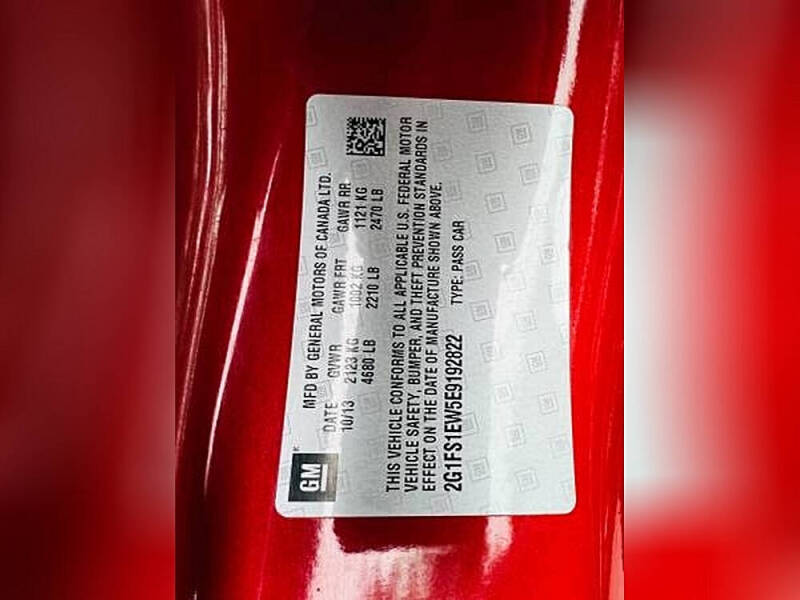 GM
MFD BY GENERAL MOTORS OF CANADA LTD.
DATE GVWR GAWR FRT GAWR RR
10/13 2123 KG 1002 KG 1121 KG
4680 LB 2210 LB 2470 LB
THIS VEHICLE CONFORMS TO ALL APPLICABLE U.S. FEDERAL MOTOR
VEHICLE SAFETY, BUMPER, AND THEFT PREVENTION STANDARDS IN
EFFECT ON THE DATE OF MANUFACTURE SHOWN ABOVE.
2G1FS1EW5E9192822 TYPE: PASS CAR